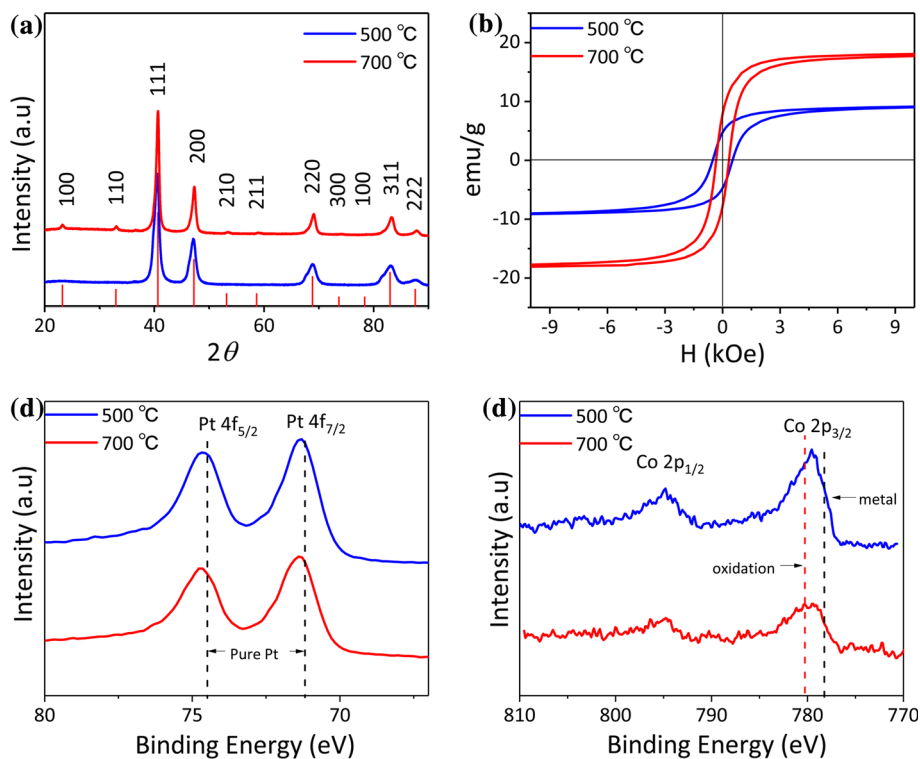 (a)
500 °C
700 °C
100
110
111
200
210
211
220
300
100
311
222
Intensity (a.u)
20 40 60 80
2θ
(b)
500 °C
700 °C
20
10
0
-10
-20
emu/g
-9 -6 -3 0 3 6 9
H (kOe)
(d)
500 °C
700 °C
Pt 4f5/2
Pt 4f7/2
Pure Pt
Intensity (a.u)
80 75 70
Binding Energy (eV)
(d)
500 °C
700 °C
Co 2p1/2
Co 2p3/2
metal
oxidation
Intensity (a.u)
810 800 790 780 770
Binding Energy (eV)